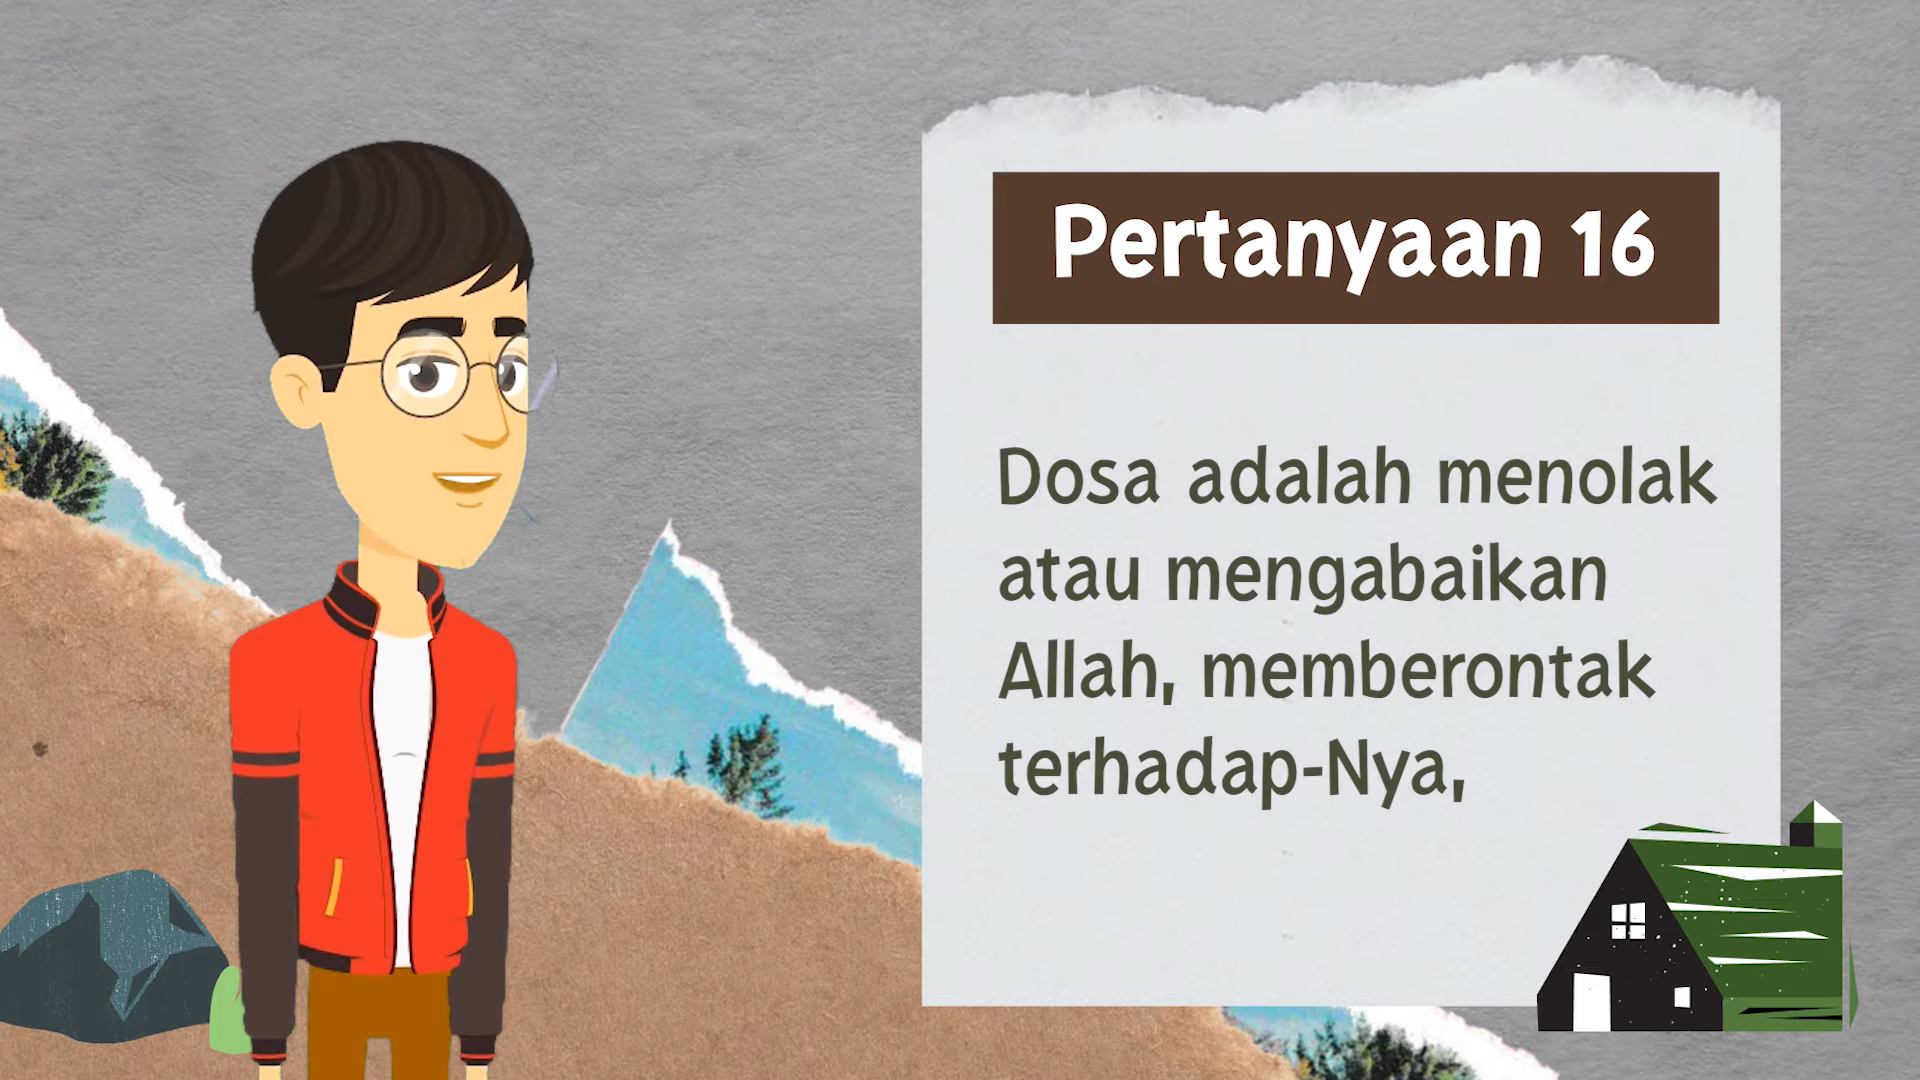 Pertanyaan 16
Dosa adalah menolak
atau mengabaikan
Allah, memberontak
terhadap-Nya,